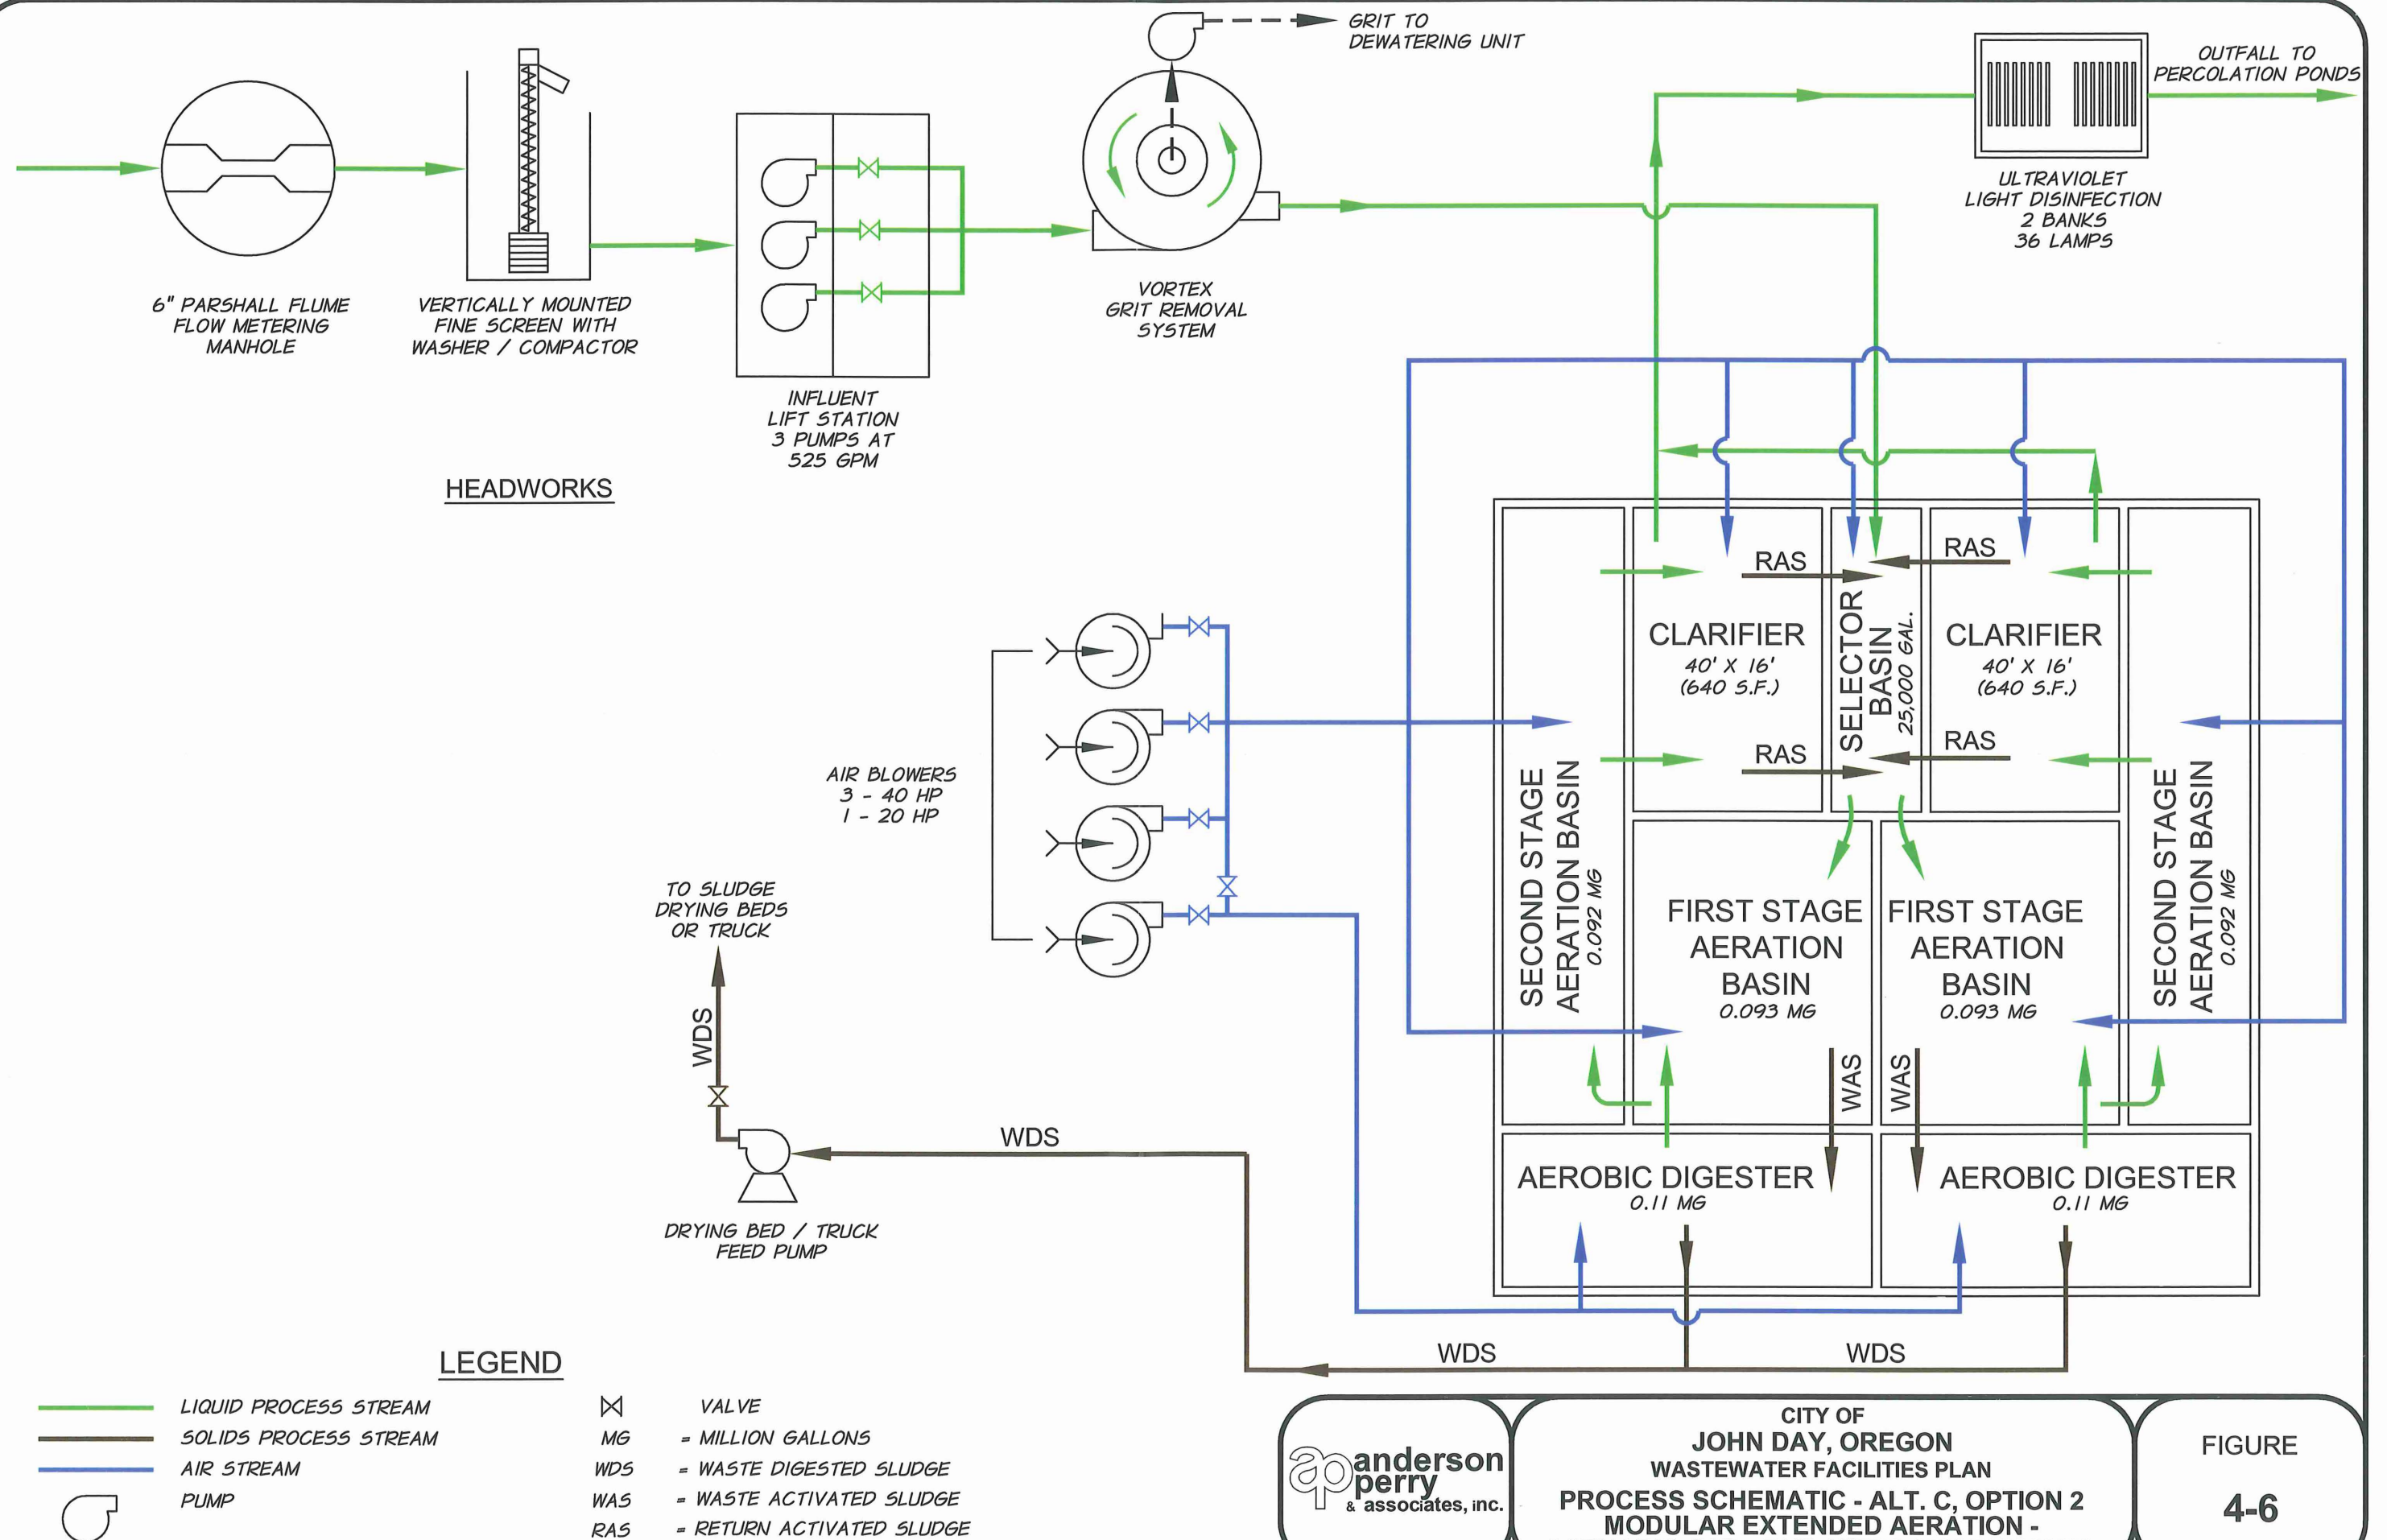 GRIT TO
DEWATERING UNIT
OUTFALL TO
PERCOLATION PONDS
ULTRAVIOLET
LIGHT DISINFECTION
2 BANKS
36 LAMPS
6" PARSHALL FLUME
FLOW METERING
MANHOLE
VERTICALLY MOUNTED
FINE SCREEN WITH
WASHER / COMPACTOR
INFLUENT
LIFT STATION
3 PUMPS AT
525 GPM
VORTEX
GRIT REMOVAL
SYSTEM
HEADWORKS
RAS
RAS
CLARIFIER
40' X 16'
(640 S.F.)
SELECTOR
BASIN
25,000 GAL.
CLARIFIER
40' X 16'
(640 S.F.)
RAS
RAS
AIR BLOWERS
3 - 40 HP
1 - 20 HP
SECOND STAGE
AERATION BASIN
0.092 MG
FIRST STAGE
AERATION
BASIN
0.093 MG
FIRST STAGE
AERATION
BASIN
0.093 MG
SECOND STAGE
AERATION BASIN
0.092 MG
TO SLUDGE
DRYING BEDS
OR TRUCK
WDS
WAS
WAS
WDS
DRYING BED / TRUCK
FEED PUMP
AEROBIC DIGESTER
0.11 MG
AEROBIC DIGESTER
0.11 MG
WDS
WDS
LEGEND
LIQUID PROCESS STREAM
SOLIDS PROCESS STREAM
AIR STREAM
PUMP
VALVE
MG = MILLION GALLONS
WDS = WASTE DIGESTED SLUDGE
WAS = WASTE ACTIVATED SLUDGE
RAS = RETURN ACTIVATED SLUDGE
ap anderson
perry
& associates, inc.
CITY OF
JOHN DAY, OREGON
WASTEWATER FACILITIES PLAN
PROCESS SCHEMATIC - ALT. C, OPTION 2
MODULAR EXTENDED AERATION -
FIGURE
4-6